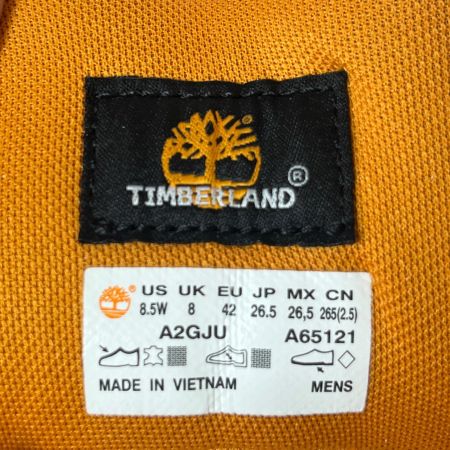 TIMBERLAND ®
US UK EU JP MX CN
8.5W 8 42 26.5 26,5 265(2.5)
A2GJU A65121
MADE IN VIETNAM MENS